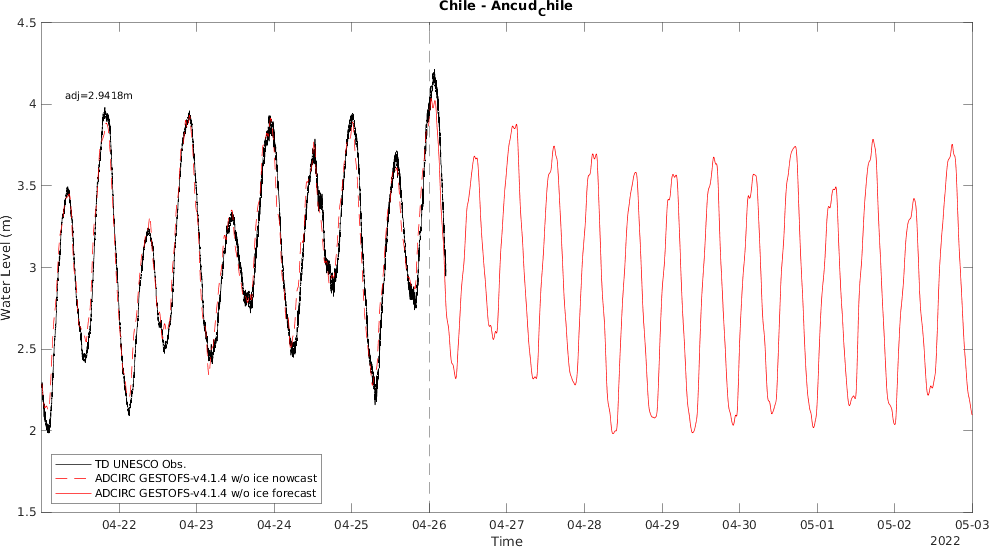 Chile - Ancud_Chile
4.5
adj=2.9418m
4
3.5
3
2.5
2
1.5
Water Level (m)
TD UNESCO Obs.
ADCIRC GESTOFS-v4.1.4 w/o ice nowcast
ADCIRC GESTOFS-v4.1.4 w/o ice forecast
04-22 04-23 04-24 04-25 04-26 04-27 04-28 04-29 04-30 05-01 05-02 05-03
Time
2022